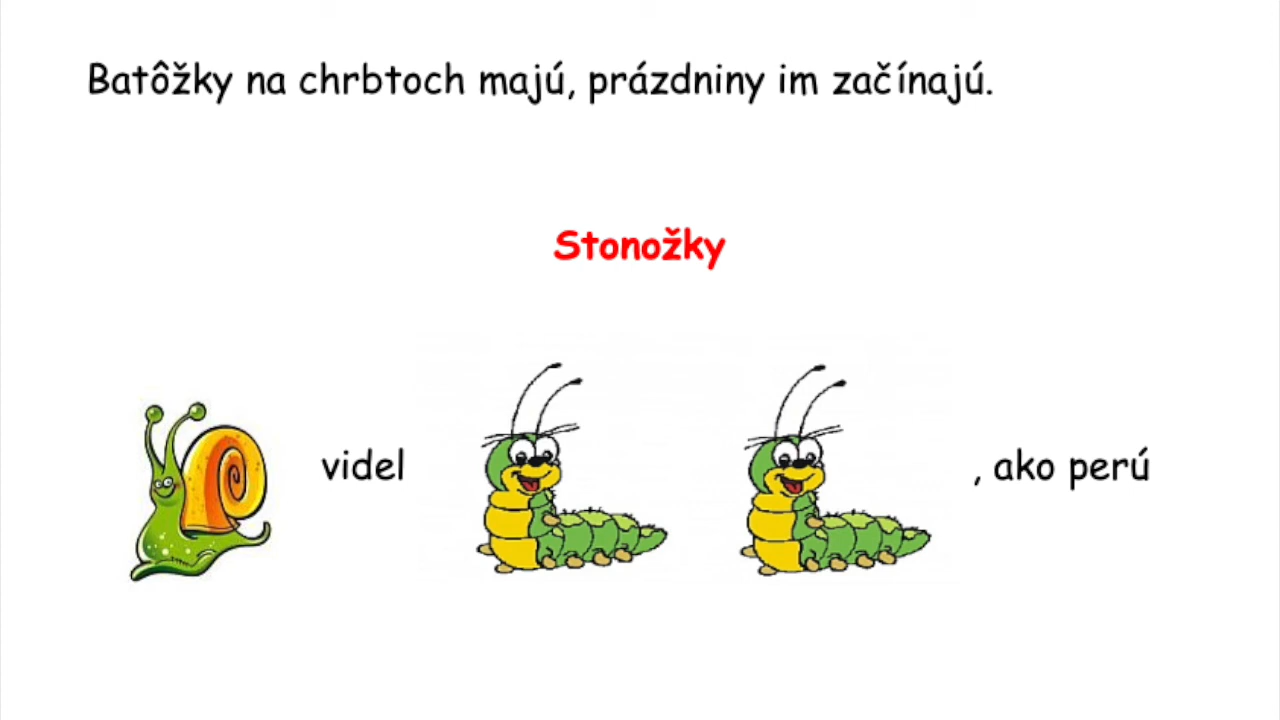 Batôžky na chrbtoch majú, prázdniny im začínajú.
Stonožky
videl , ako perú